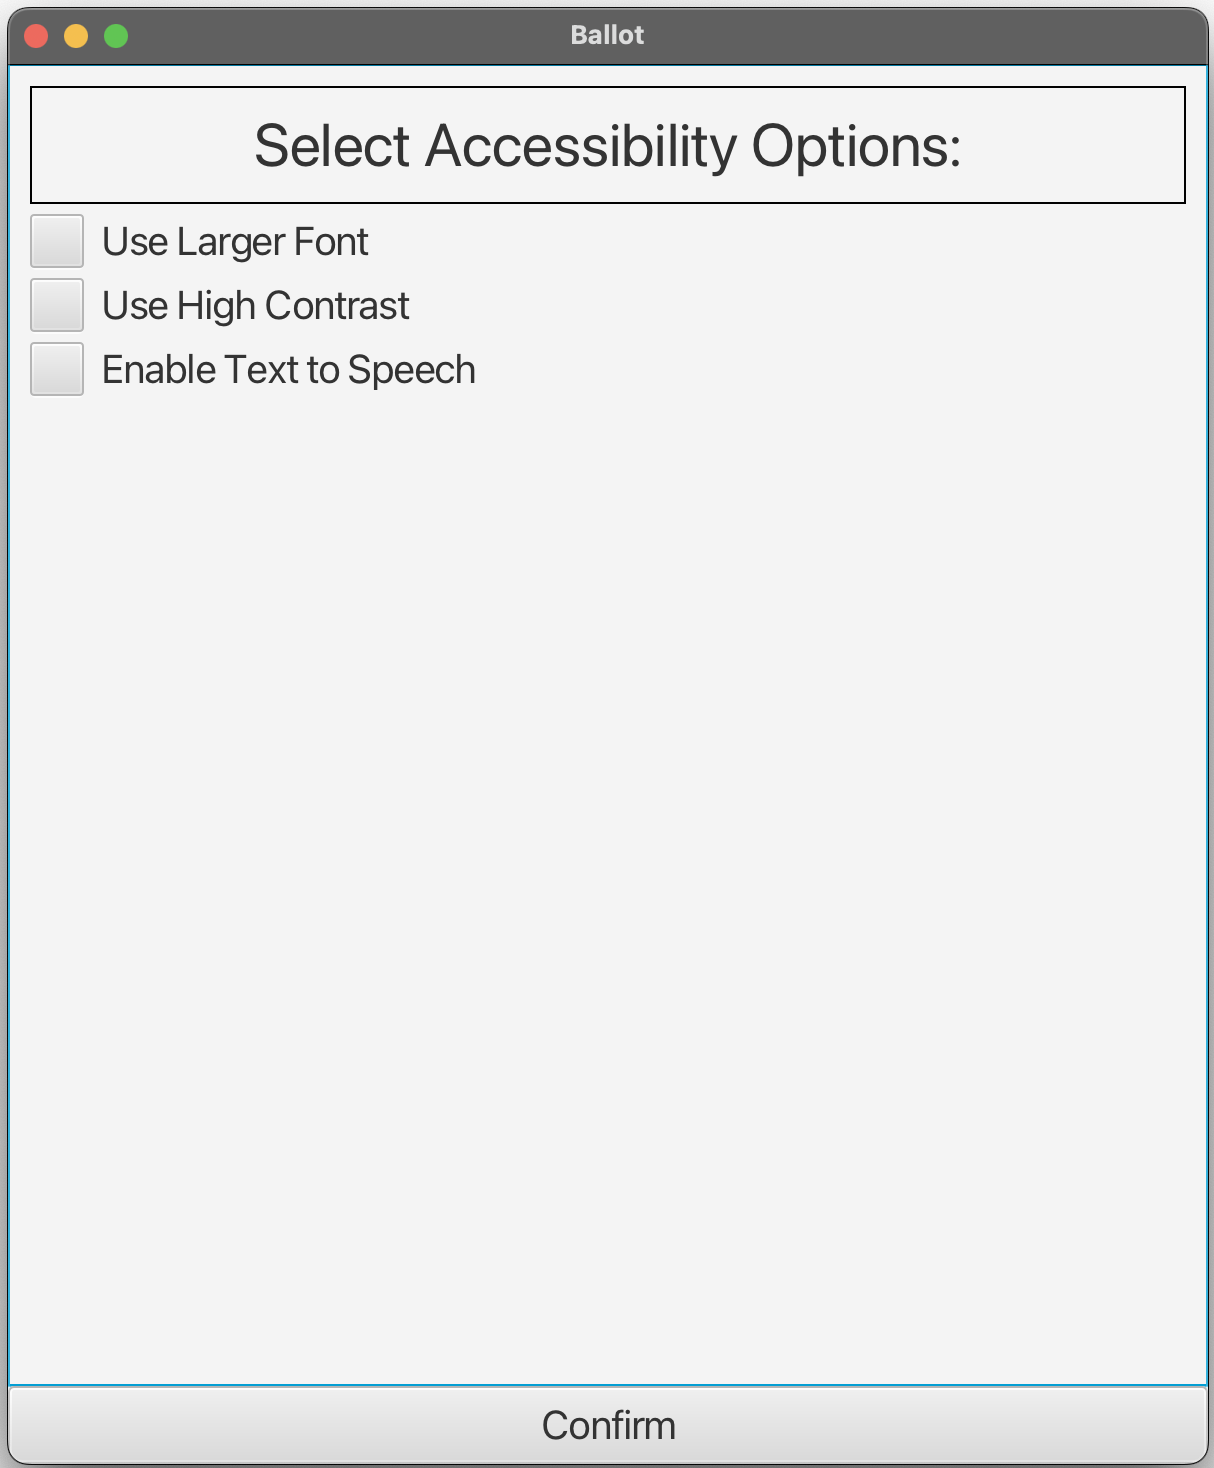 Ballot
Select Accessibility Options:
Use Larger Font
Use High Contrast
Enable Text to Speech
Confirm